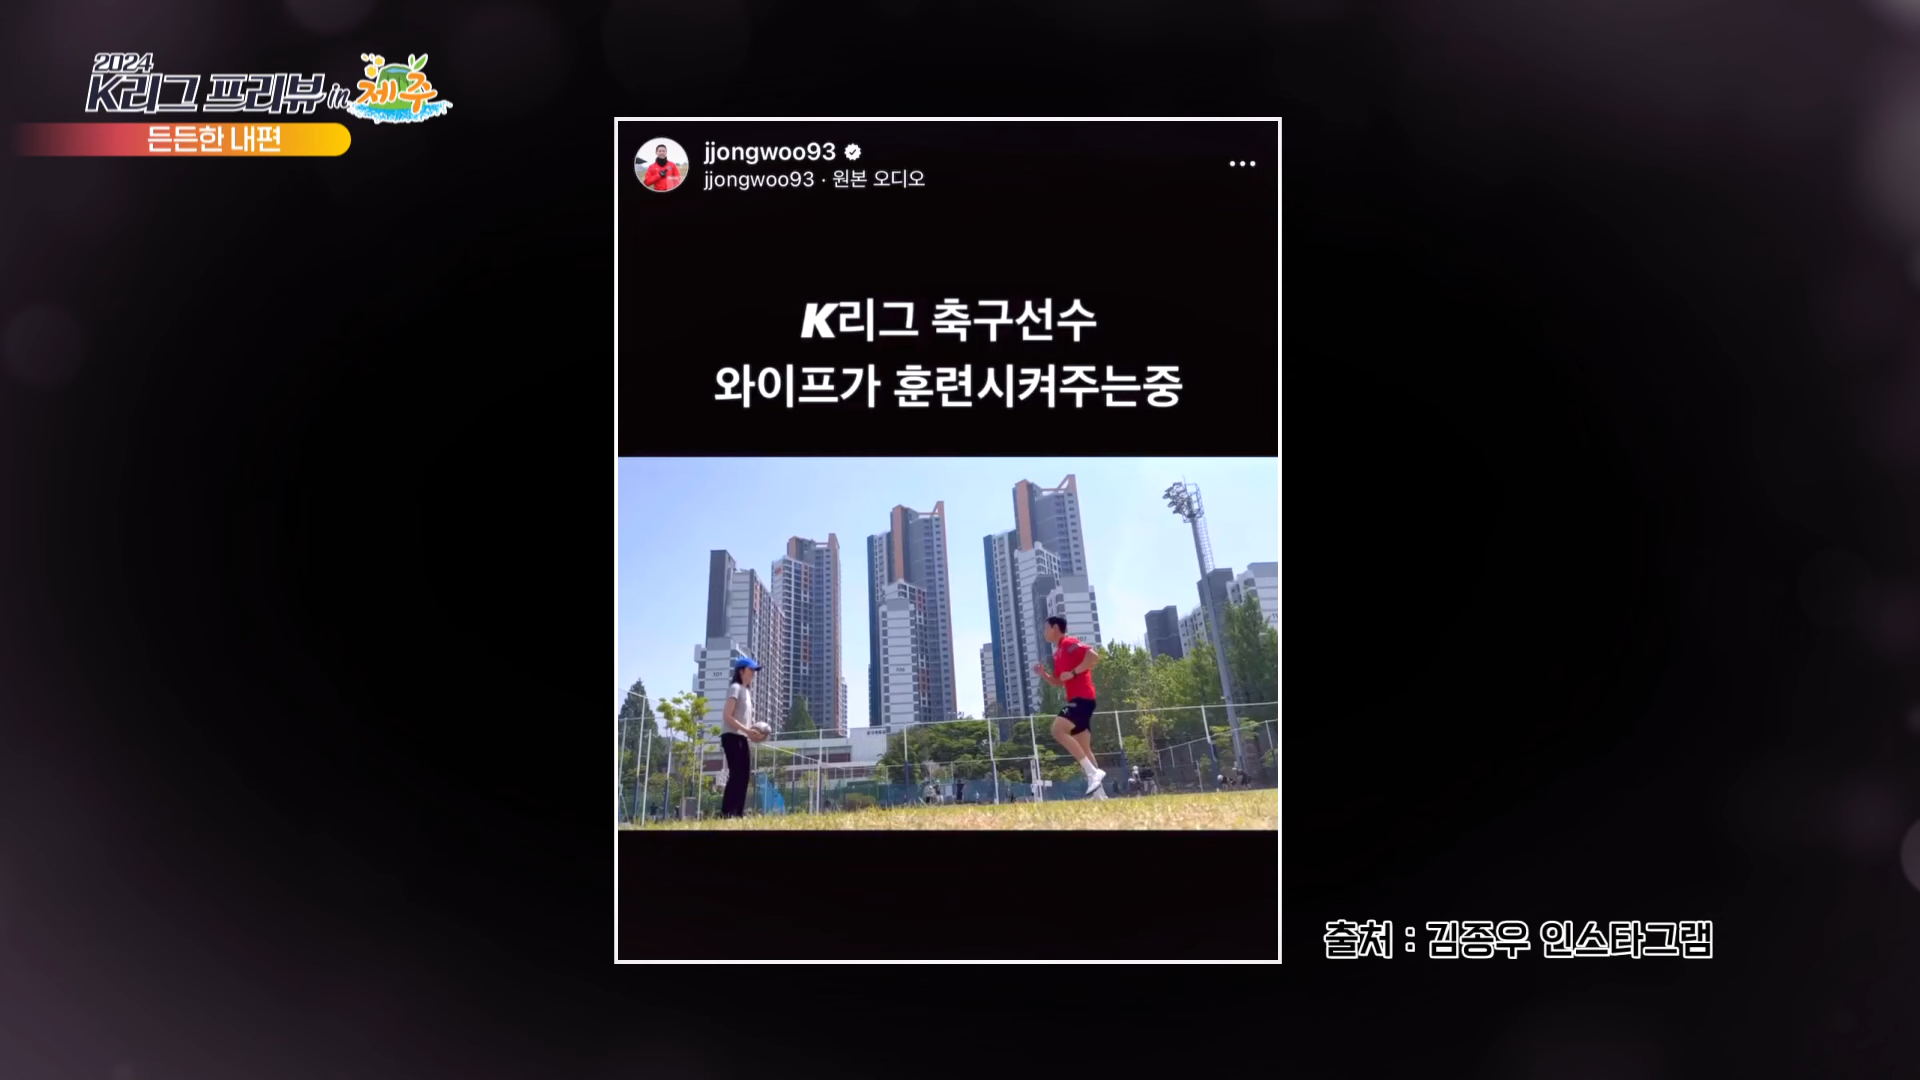 2024
K리그 프리뷰 in 제주
든든한 내편
jjongwoo93
jjongwoo93 · 원본 오디오
K리그 축구선수
와이프가 훈련시켜주는중
출처 : 김종우 인스타그램